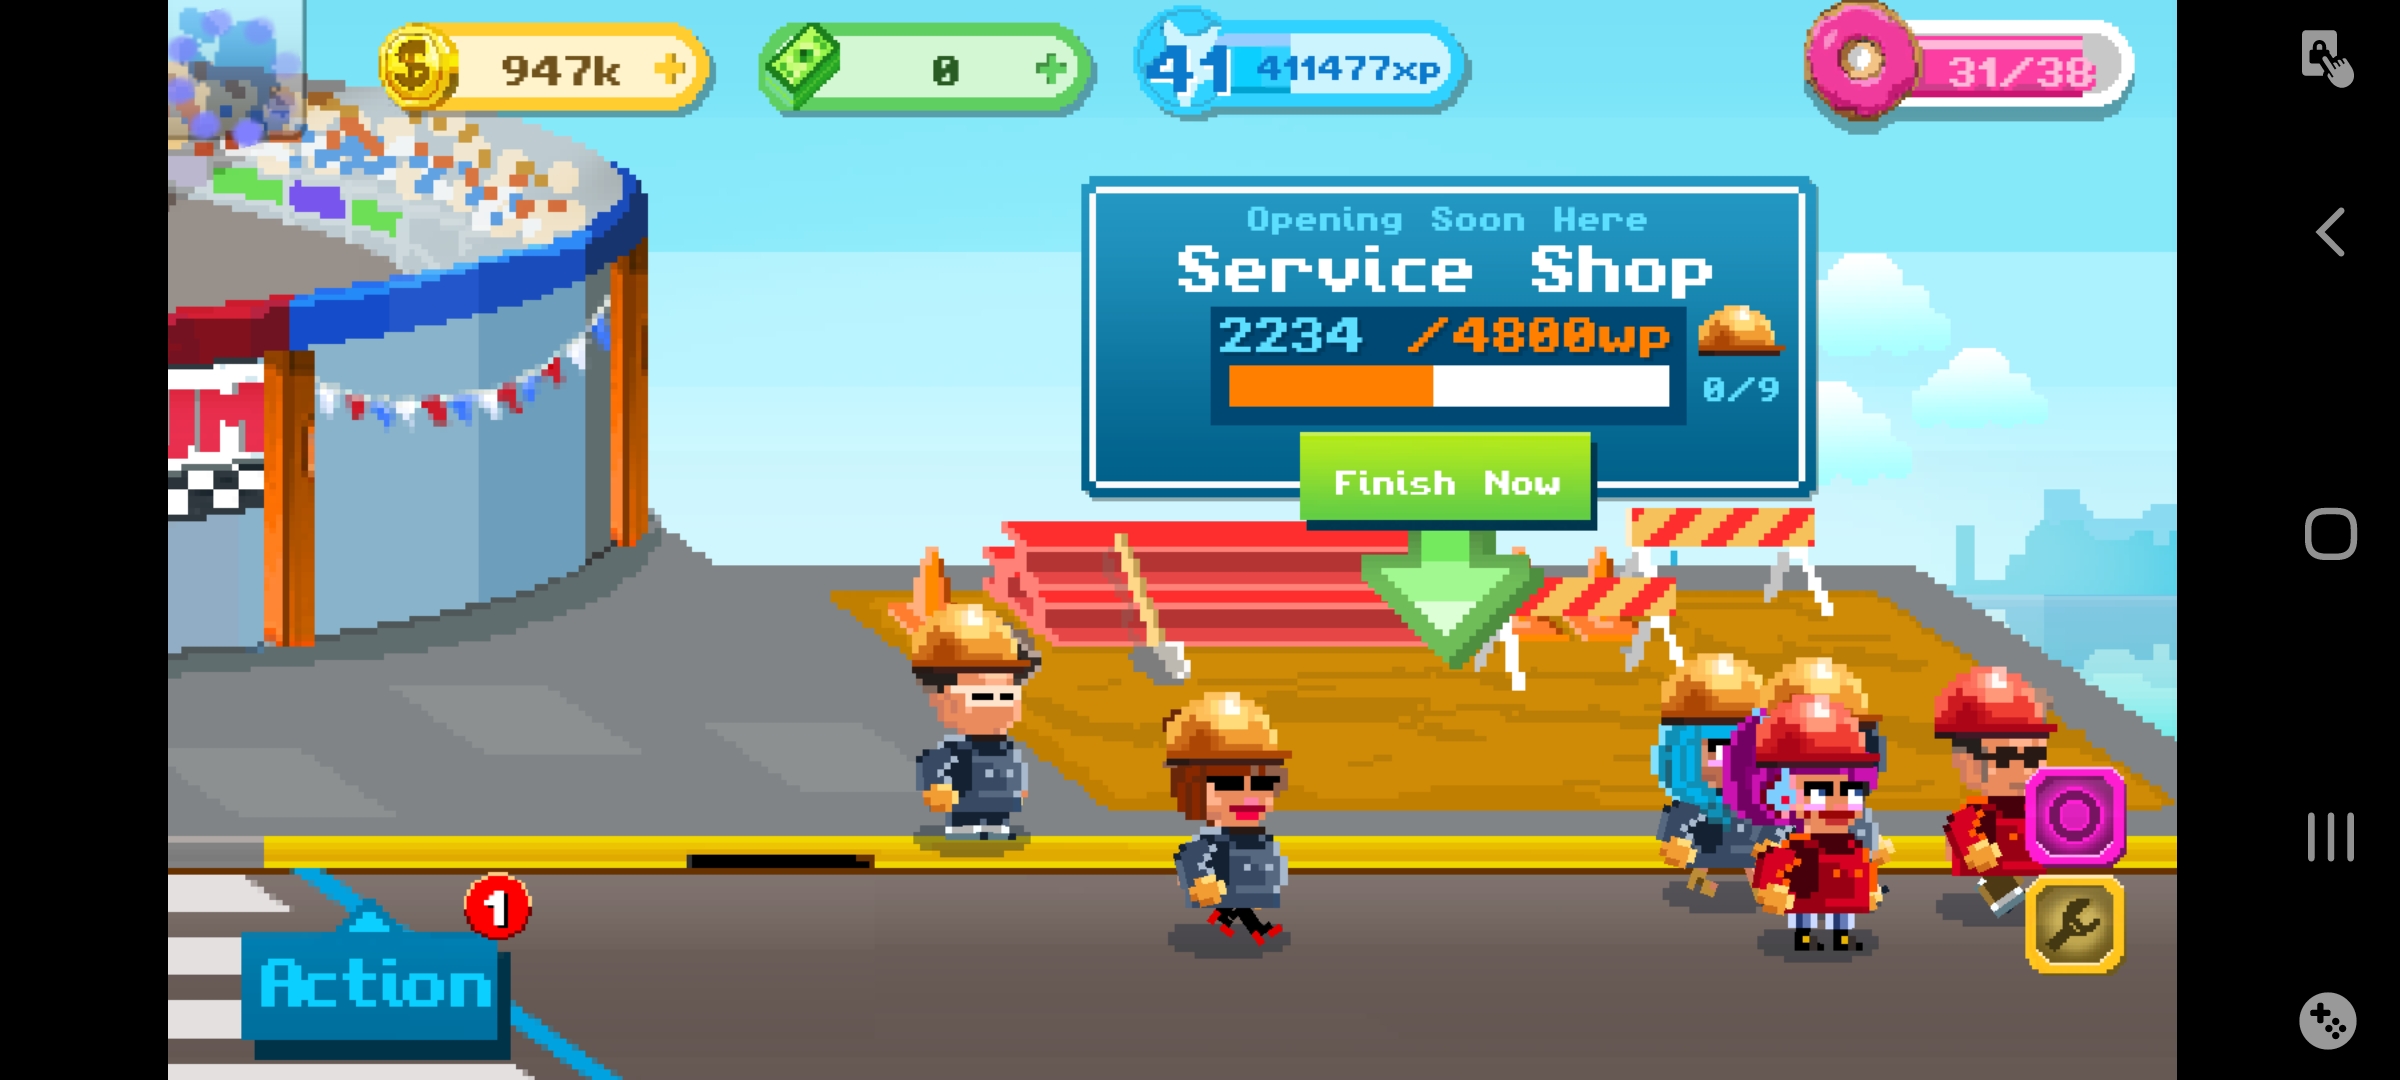 947k
0
41
411477xp
31/38
Opening Soon Here
Service Shop
2234 /4800wp
0/9
Finish Now
UM
1
Action